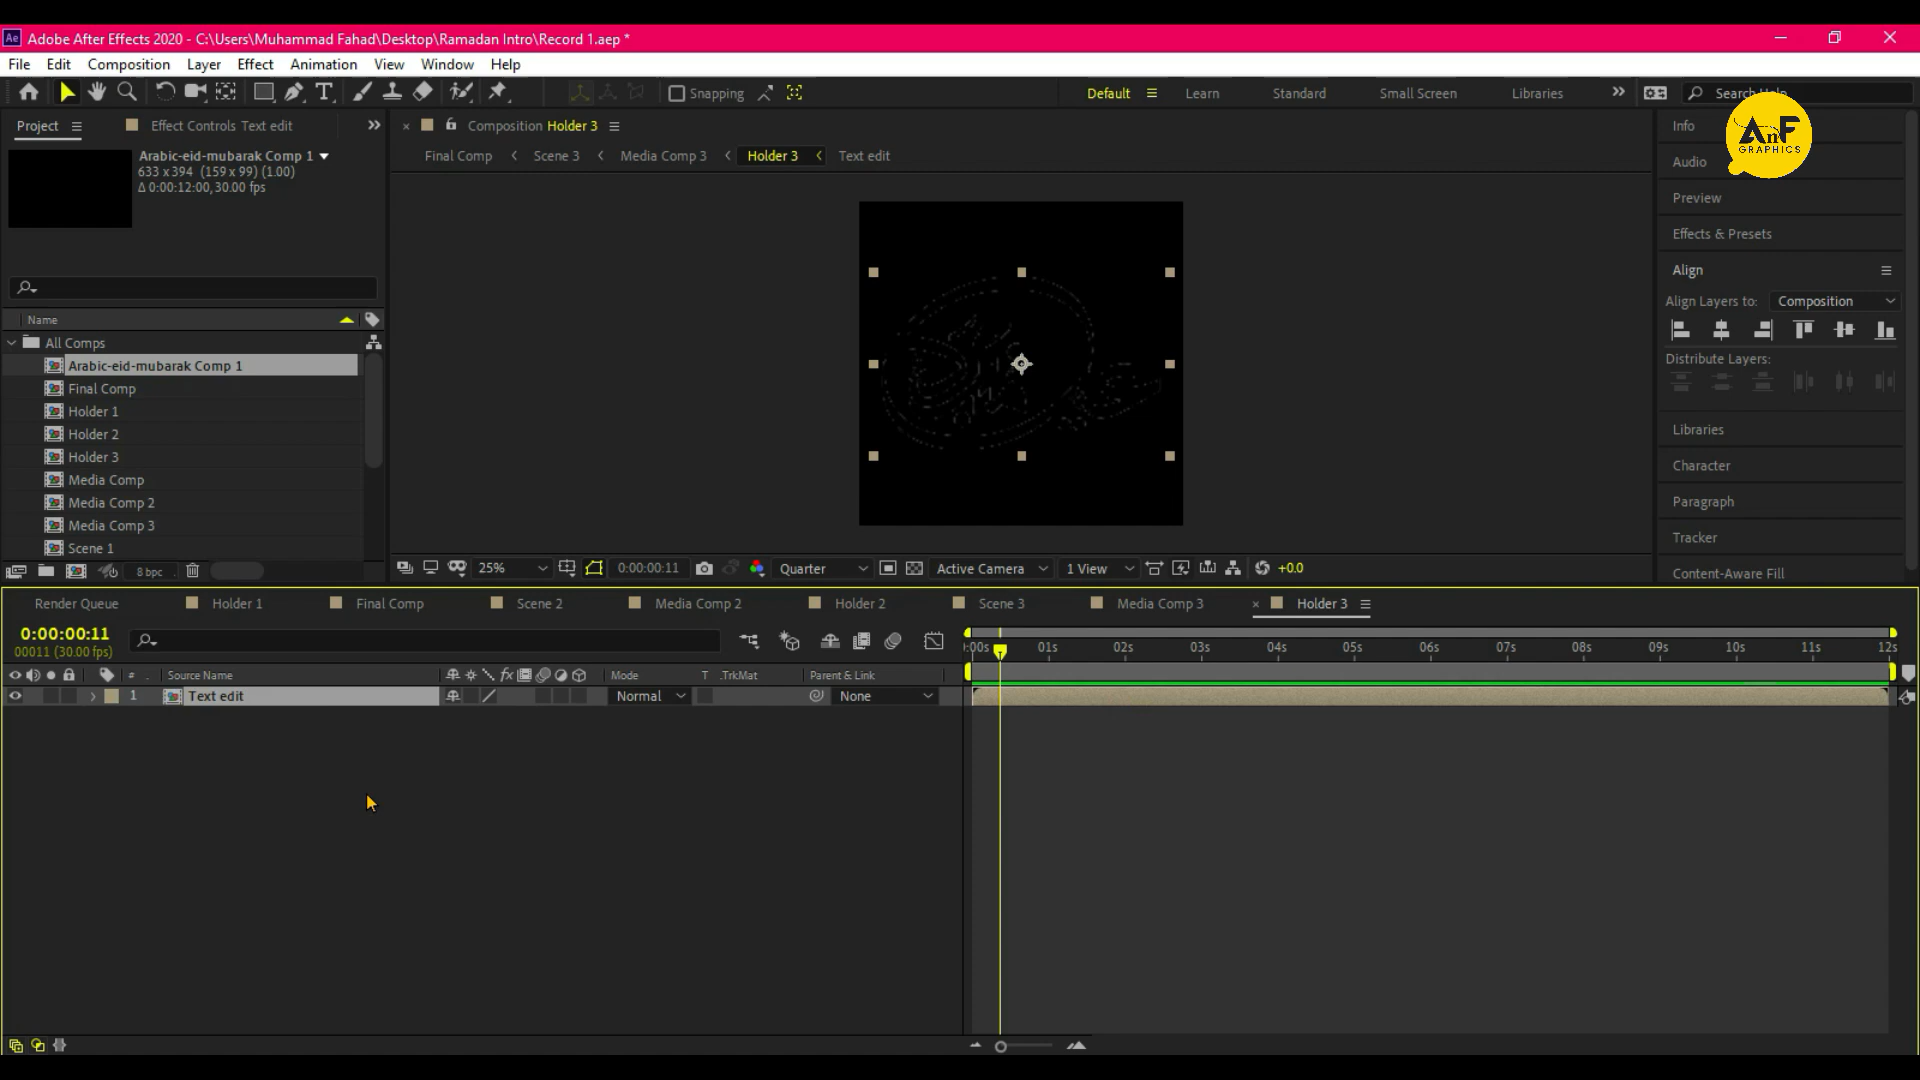 Adobe After Effects 2020 - C:\Users\Muhammad Fahad\Desktop\Ramadan Intro\Record 1.aep *
File Edit Composition Layer Effect Animation View Window Help
Snapping Default Learn Standard Small Screen Libraries Search Help
AnF
GRAPHICS
Project Effect Controls Text edit Composition Holder 3 Info
Final Comp Scene 3 Media Comp 3 Holder 3 Text edit
Arabic-eid-mubarak Comp 1
633 x 394 (159 x 99) (1.00)
Δ 0:00:12:00, 30.00 fps
Audio
Preview
Effects & Presets
Align
Align Layers to: Composition
Distribute Layers:
Libraries
Character
Paragraph
Tracker
Content-Aware Fill
Name
All Comps
Arabic-eid-mubarak Comp 1
Final Comp
Holder 1
Holder 2
Holder 3
Media Comp
Media Comp 2
Media Comp 3
Scene 1
8 bpc
25% 0:00:00:11 Quarter Active Camera 1 View +0.0
Render Queue Holder 1 Final Comp Scene 2 Media Comp 2 Holder 2 Scene 3 Media Comp 3 Holder 3
0:00:00:11
00011 (30.00 fps)
:00s 01s 02s 03s 04s 05s 06s 07s 08s 09s 10s 11s 12s
# Source Name fx Mode T .TrkMat Parent & Link
1 Text edit Normal None